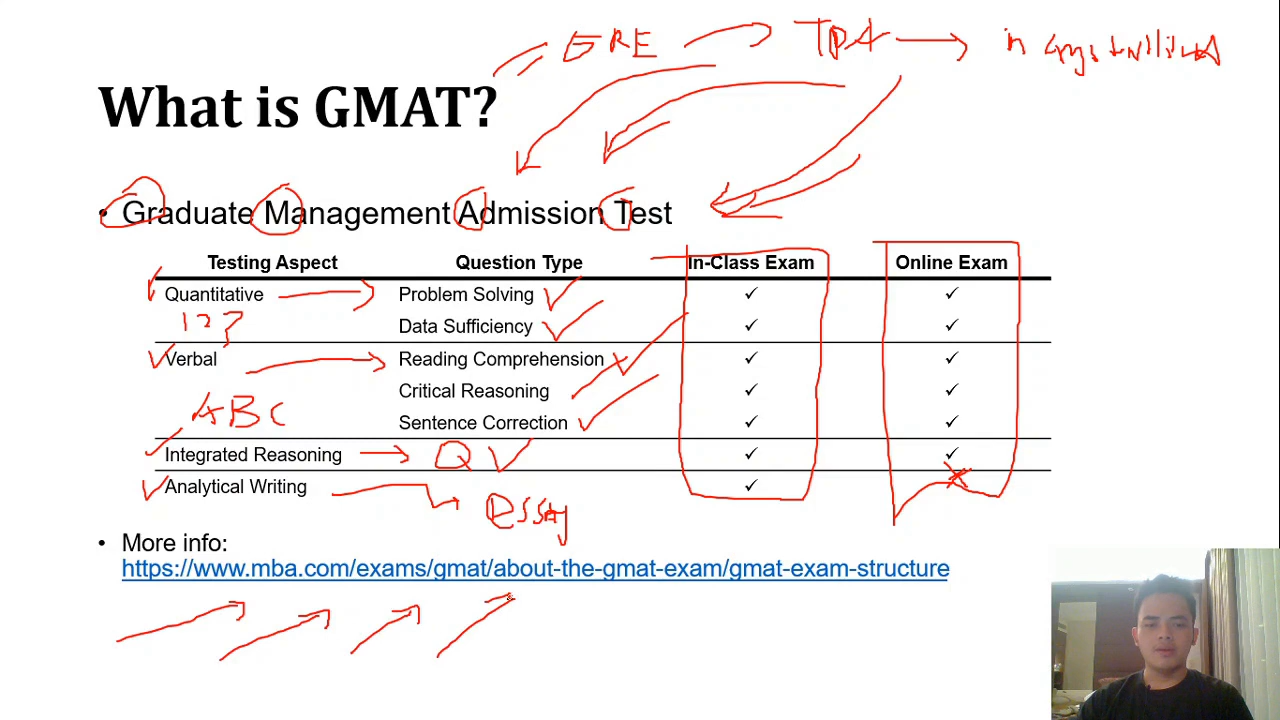 GRE → TPA →
What is GMAT?
• Graduate Management Admission Test
Testing Aspect Question Type In-Class Exam Online Exam
Quantitative → Problem Solving ✓ ✓ ✓
123 Data Sufficiency ✓ ✓ ✓
✓ Verbal → Reading Comprehension ✓ ✓
Critical Reasoning ✓ ✓
ABC Sentence Correction ✓ ✓ ✓
✓ Integrated Reasoning → Q V ✓ ✓
✓ Analytical Writing → essay ✓ ✗
• More info:
https://www.mba.com/exams/gmat/about-the-gmat-exam/gmat-exam-structure